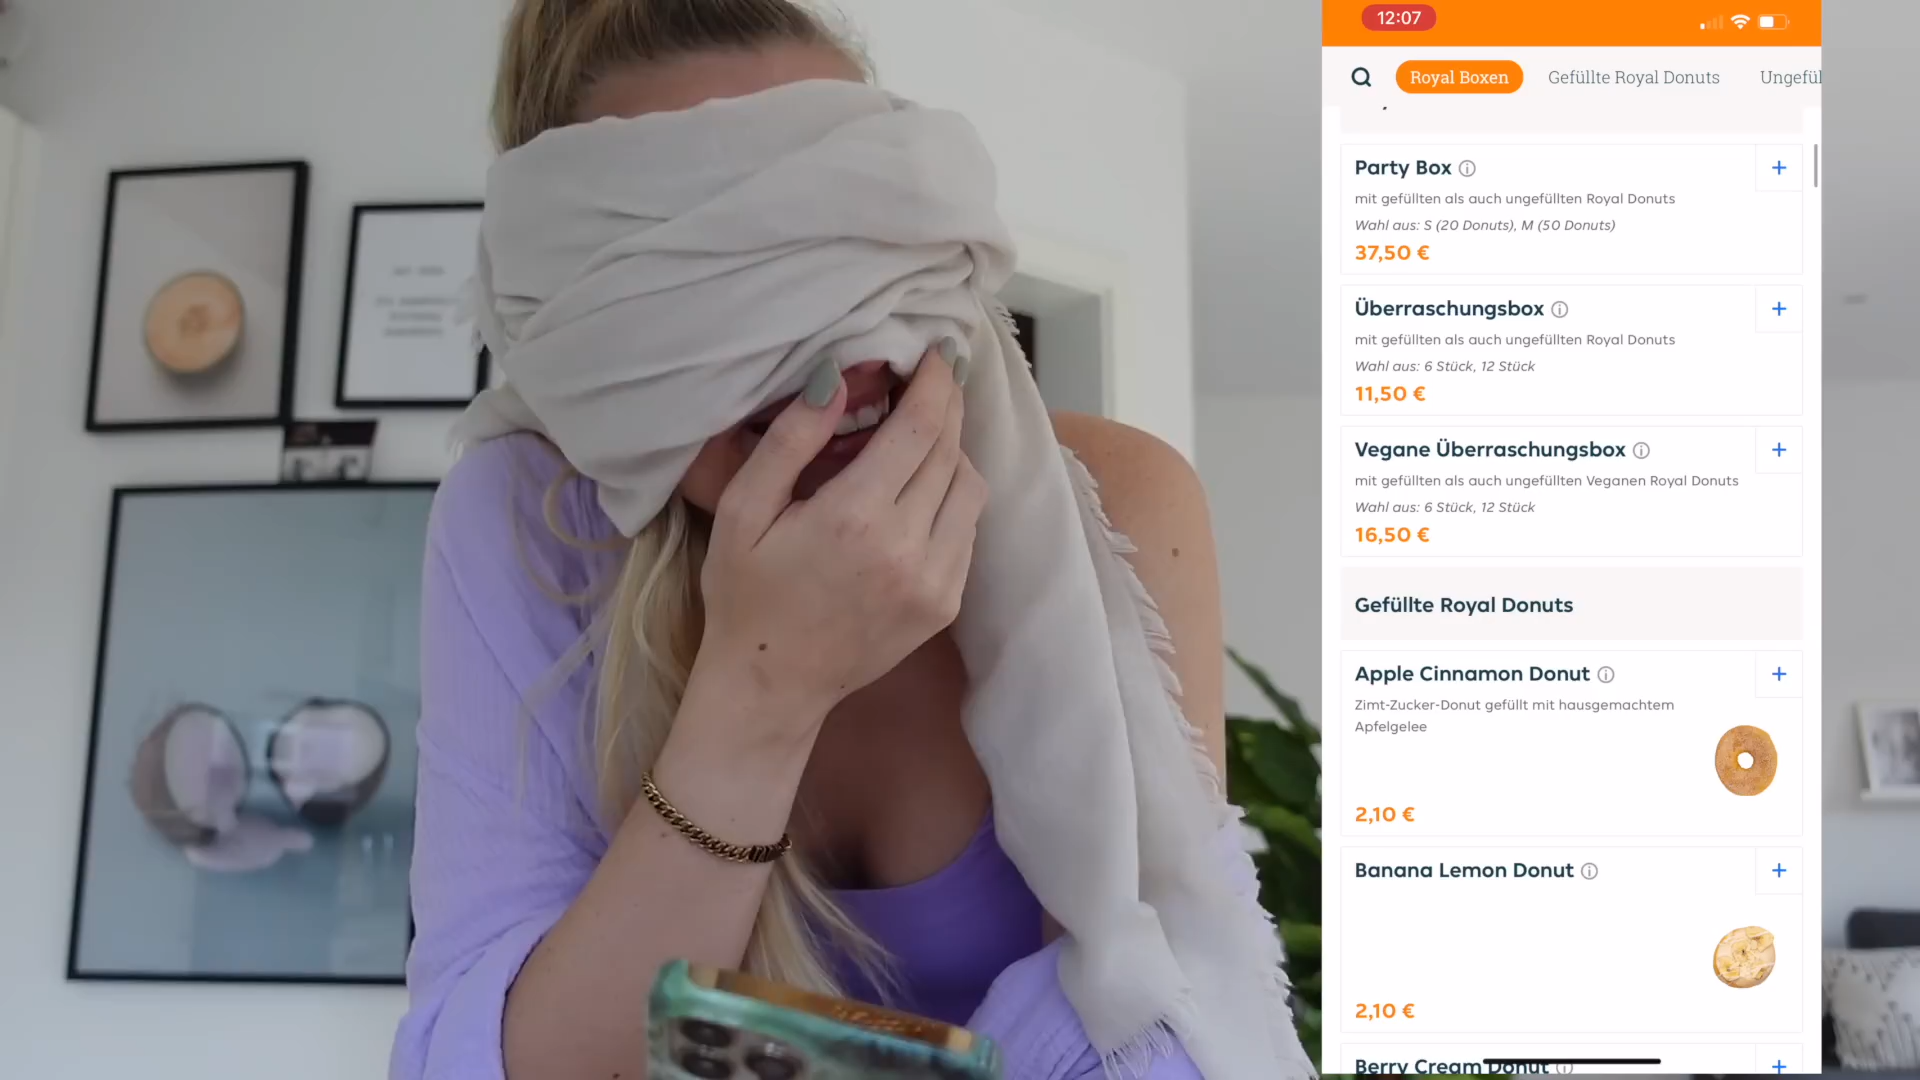 12:07
Royal Boxen
Gefüllte Royal Donuts
Ungefül
Party Box
mit gefüllten als auch ungefüllten Royal Donuts
Wahl aus: S (20 Donuts), M (50 Donuts)
37,50 €
Überraschungsbox
mit gefüllten als auch ungefüllten Royal Donuts
Wahl aus: 6 Stück, 12 Stück
11,50 €
Vegane Überraschungsbox
mit gefüllten als auch ungefüllten Veganen Royal Donuts
Wahl aus: 6 Stück, 12 Stück
16,50 €
Gefüllte Royal Donuts
Apple Cinnamon Donut
Zimt-Zucker-Donut gefüllt mit hausgemachtem
Apfelgelee
2,10 €
Banana Lemon Donut
2,10 €
Berry Cream Donut